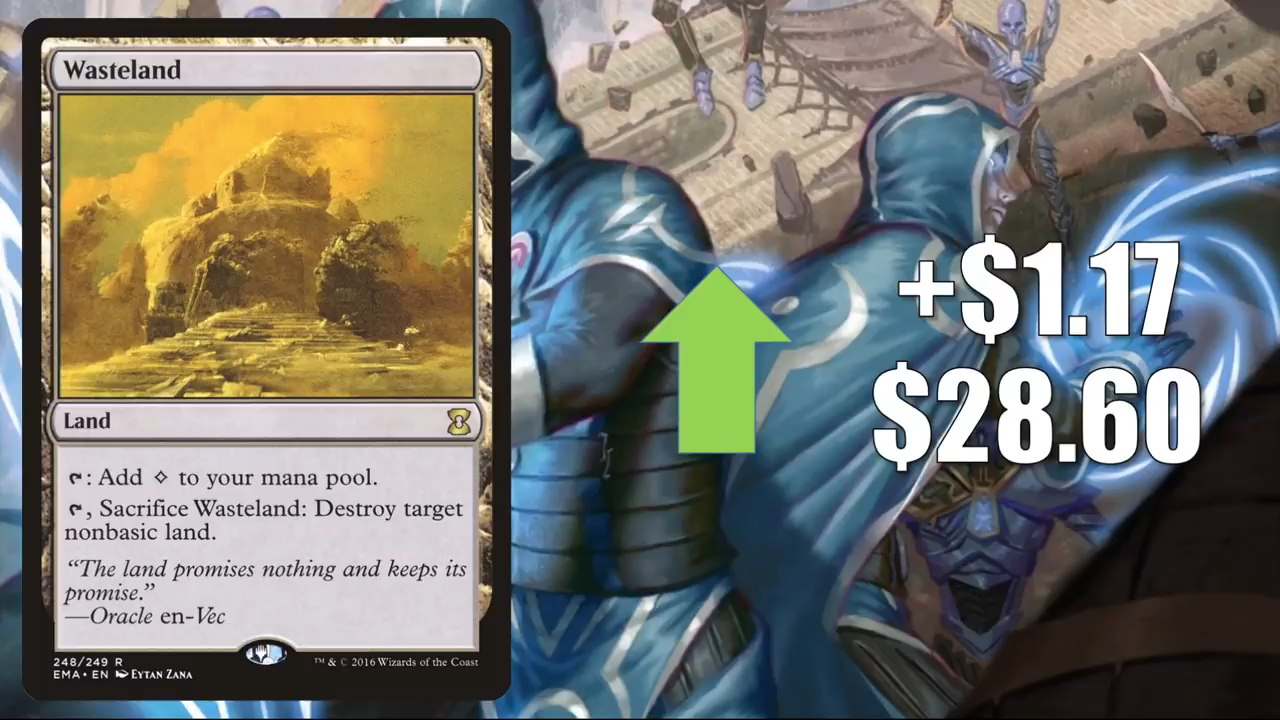 Wasteland
Land
: Add to your mana pool.
, Sacrifice Wasteland: Destroy target
nonbasic land.
“The land promises nothing and keeps its
promise.”
—Oracle en-Vec
248/249 R
EMA • EN EYTAN ZANA
™ & © 2016 Wizards of the Coast
+$1.17
$28.60